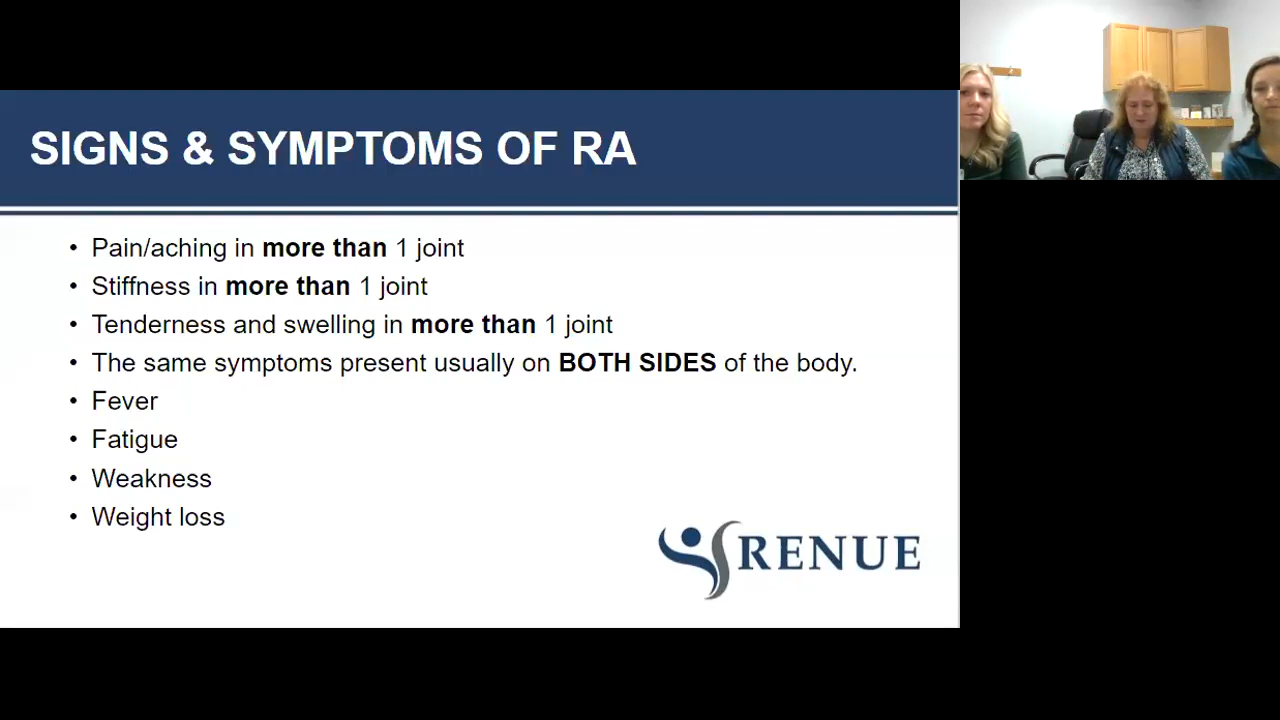 SIGNS & SYMPTOMS OF RA
• Pain/aching in more than 1 joint
• Stiffness in more than 1 joint
• Tenderness and swelling in more than 1 joint
• The same symptoms present usually on BOTH SIDES of the body.
• Fever
• Fatigue
• Weakness
• Weight loss
RENUE